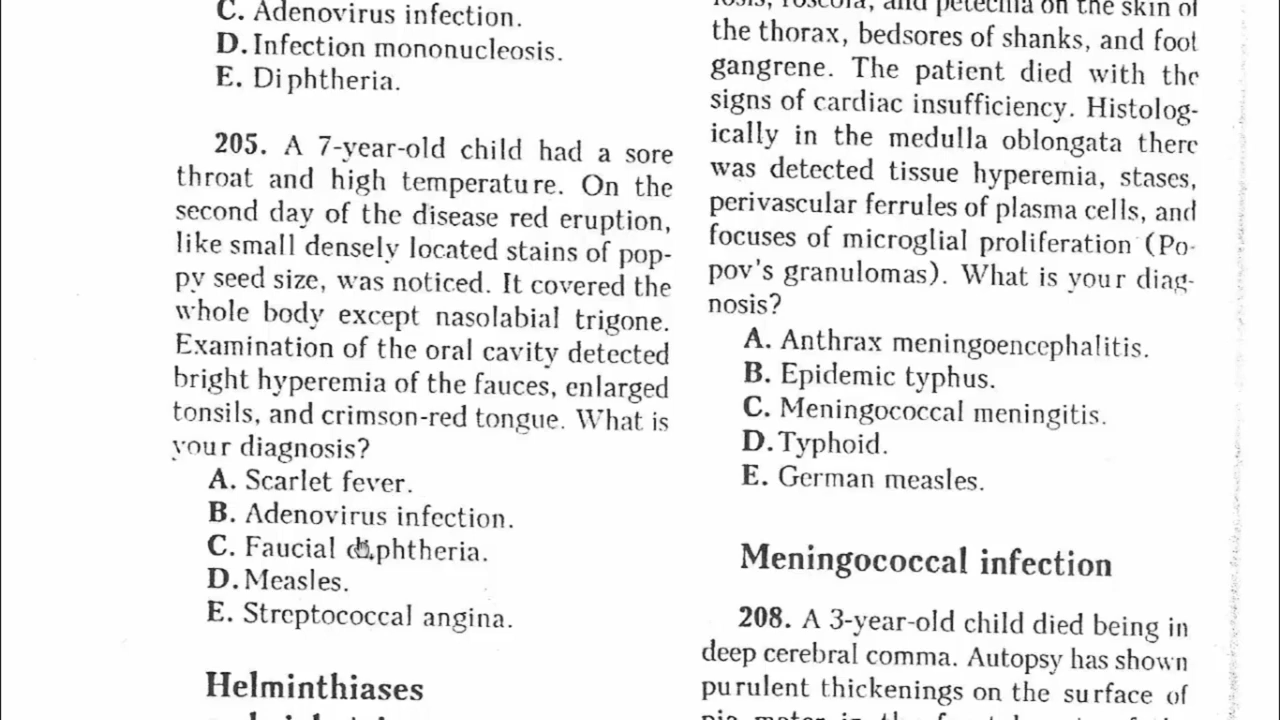 C. Adenovirus infection.
D. Infection mononucleosis.
E. Diphtheria.
205. A 7-year-old child had a sore
throat and high temperature. On the
second day of the disease red eruption,
like small densely located stains of pop-
py seed size, was noticed. It covered the
whole body except nasolabial trigone.
Examination of the oral cavity detected
bright hyperemia of the fauces, enlarged
tonsils, and crimson-red tongue. What is
your diagnosis?
A. Scarlet fever.
B. Adenovirus infection.
C. Faucial diphtheria.
D. Measles.
E. Streptococcal angina.
Helminthiases
roseola, and petechia on the skin of
the thorax, bedsores of shanks, and foot
gangrene. The patient died with the
signs of cardiac insufficiency. Histolog-
ically in the medulla oblongata there
was detected tissue hyperemia, stases,
perivascular ferrules of plasma cells, and
focuses of microglial proliferation (Po-
pov's granulomas). What is your diag-
nosis?
A. Anthrax meningoencephalitis.
B. Epidemic typhus.
C. Meningococcal meningitis.
D. Typhoid.
E. German measles.
Meningococcal infection
208. A 3-year-old child died being in
deep cerebral comma. Autopsy has shown
purulent thickenings on the surface of